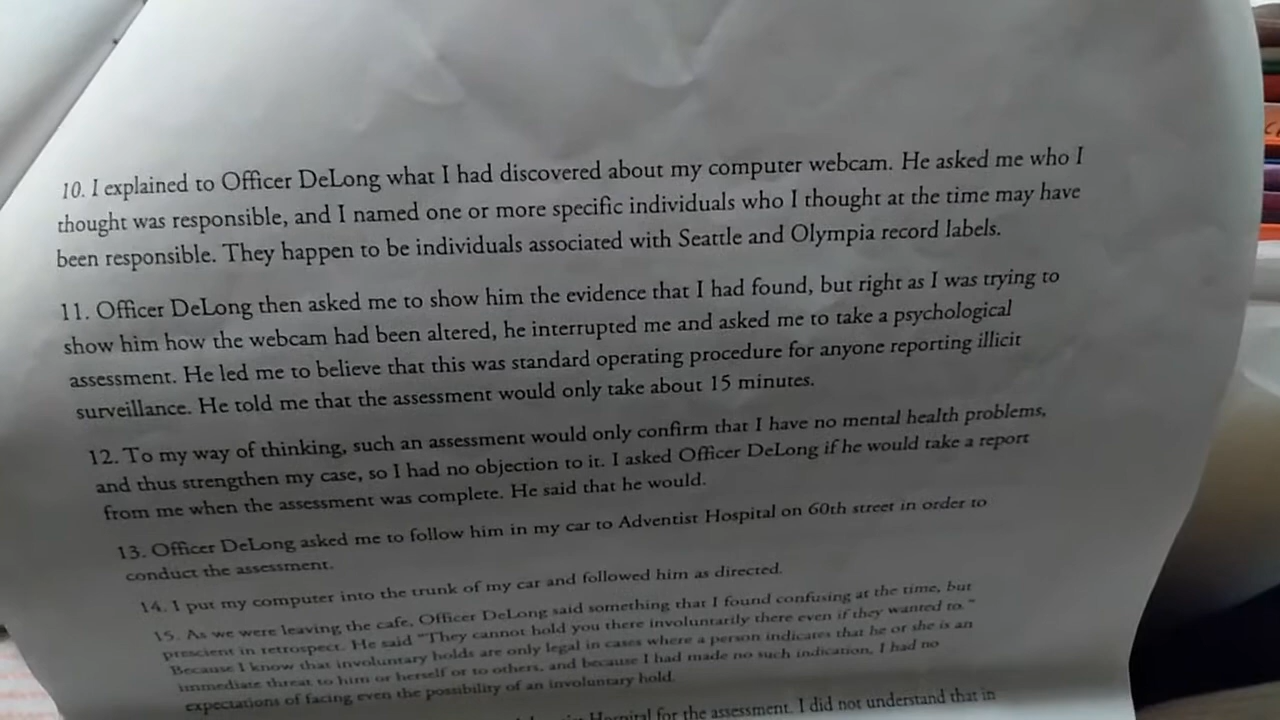 10. I explained to Officer DeLong what I had discovered about my computer webcam. He asked me who I
thought was responsible, and I named one or more specific individuals who I thought at the time may have
been responsible. They happen to be individuals associated with Seattle and Olympia record labels.
11. Officer DeLong then asked me to show him the evidence that I had found, but right as I was trying to
show him how the webcam had been altered, he interrupted me and asked me to take a psychological
assessment. He led me to believe that this was standard operating procedure for anyone reporting illicit
surveillance. He told me that the assessment would only take about 15 minutes.
12. To my way of thinking, such an assessment would only confirm that I have no mental health problems,
and thus strengthen my case, so I had no objection to it. I asked Officer DeLong if he would take a report
from me when the assessment was complete. He said that he would.
13. Officer DeLong asked me to follow him in my car to Adventist Hospital on 60th street in order to
conduct the assessment.
14. I put my computer into the trunk of my car and followed him as directed.
15. As we were leaving the cafe, Officer DeLong said something that I found confusing at the time, but
prescient in retrospect. He said "They cannot hold you there involuntarily there even if they wanted to."
Because I know that involuntary holds are only legal in cases where a person indicates that he or she is an
immediate threat to him or herself or to others, and because I had made no such indication, I had no
expectations of facing even the possibility of an involuntary hold.
Hospital for the assessment. I did not understand that in